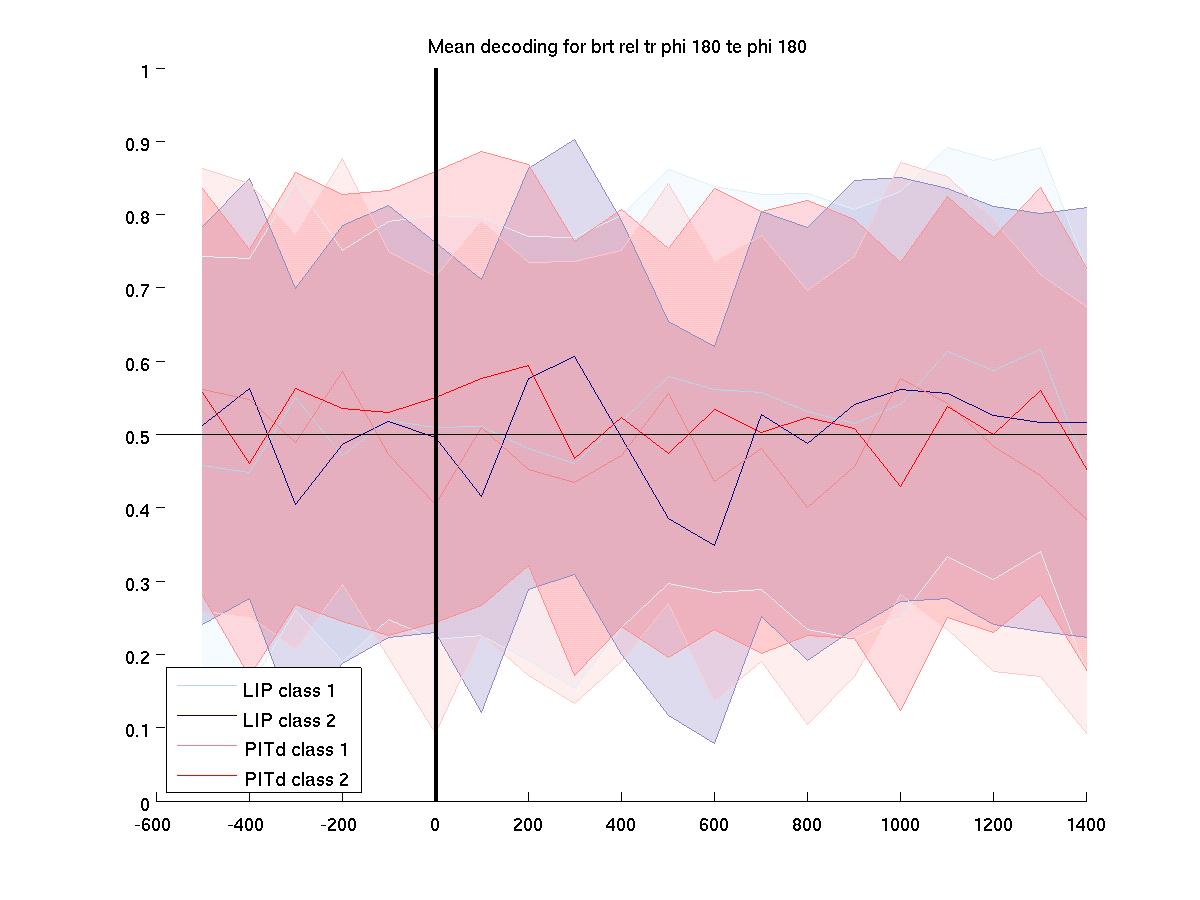 Mean decoding for brt rel tr phi 180 te phi 180
1
0.9
0.8
0.7
0.6
0.5
0.4
0.3
0.2
0.1
0
LIP class 1
LIP class 2
PITd class 1
PITd class 2
-600 -400 -200 0 200 400 600 800 1000 1200 1400